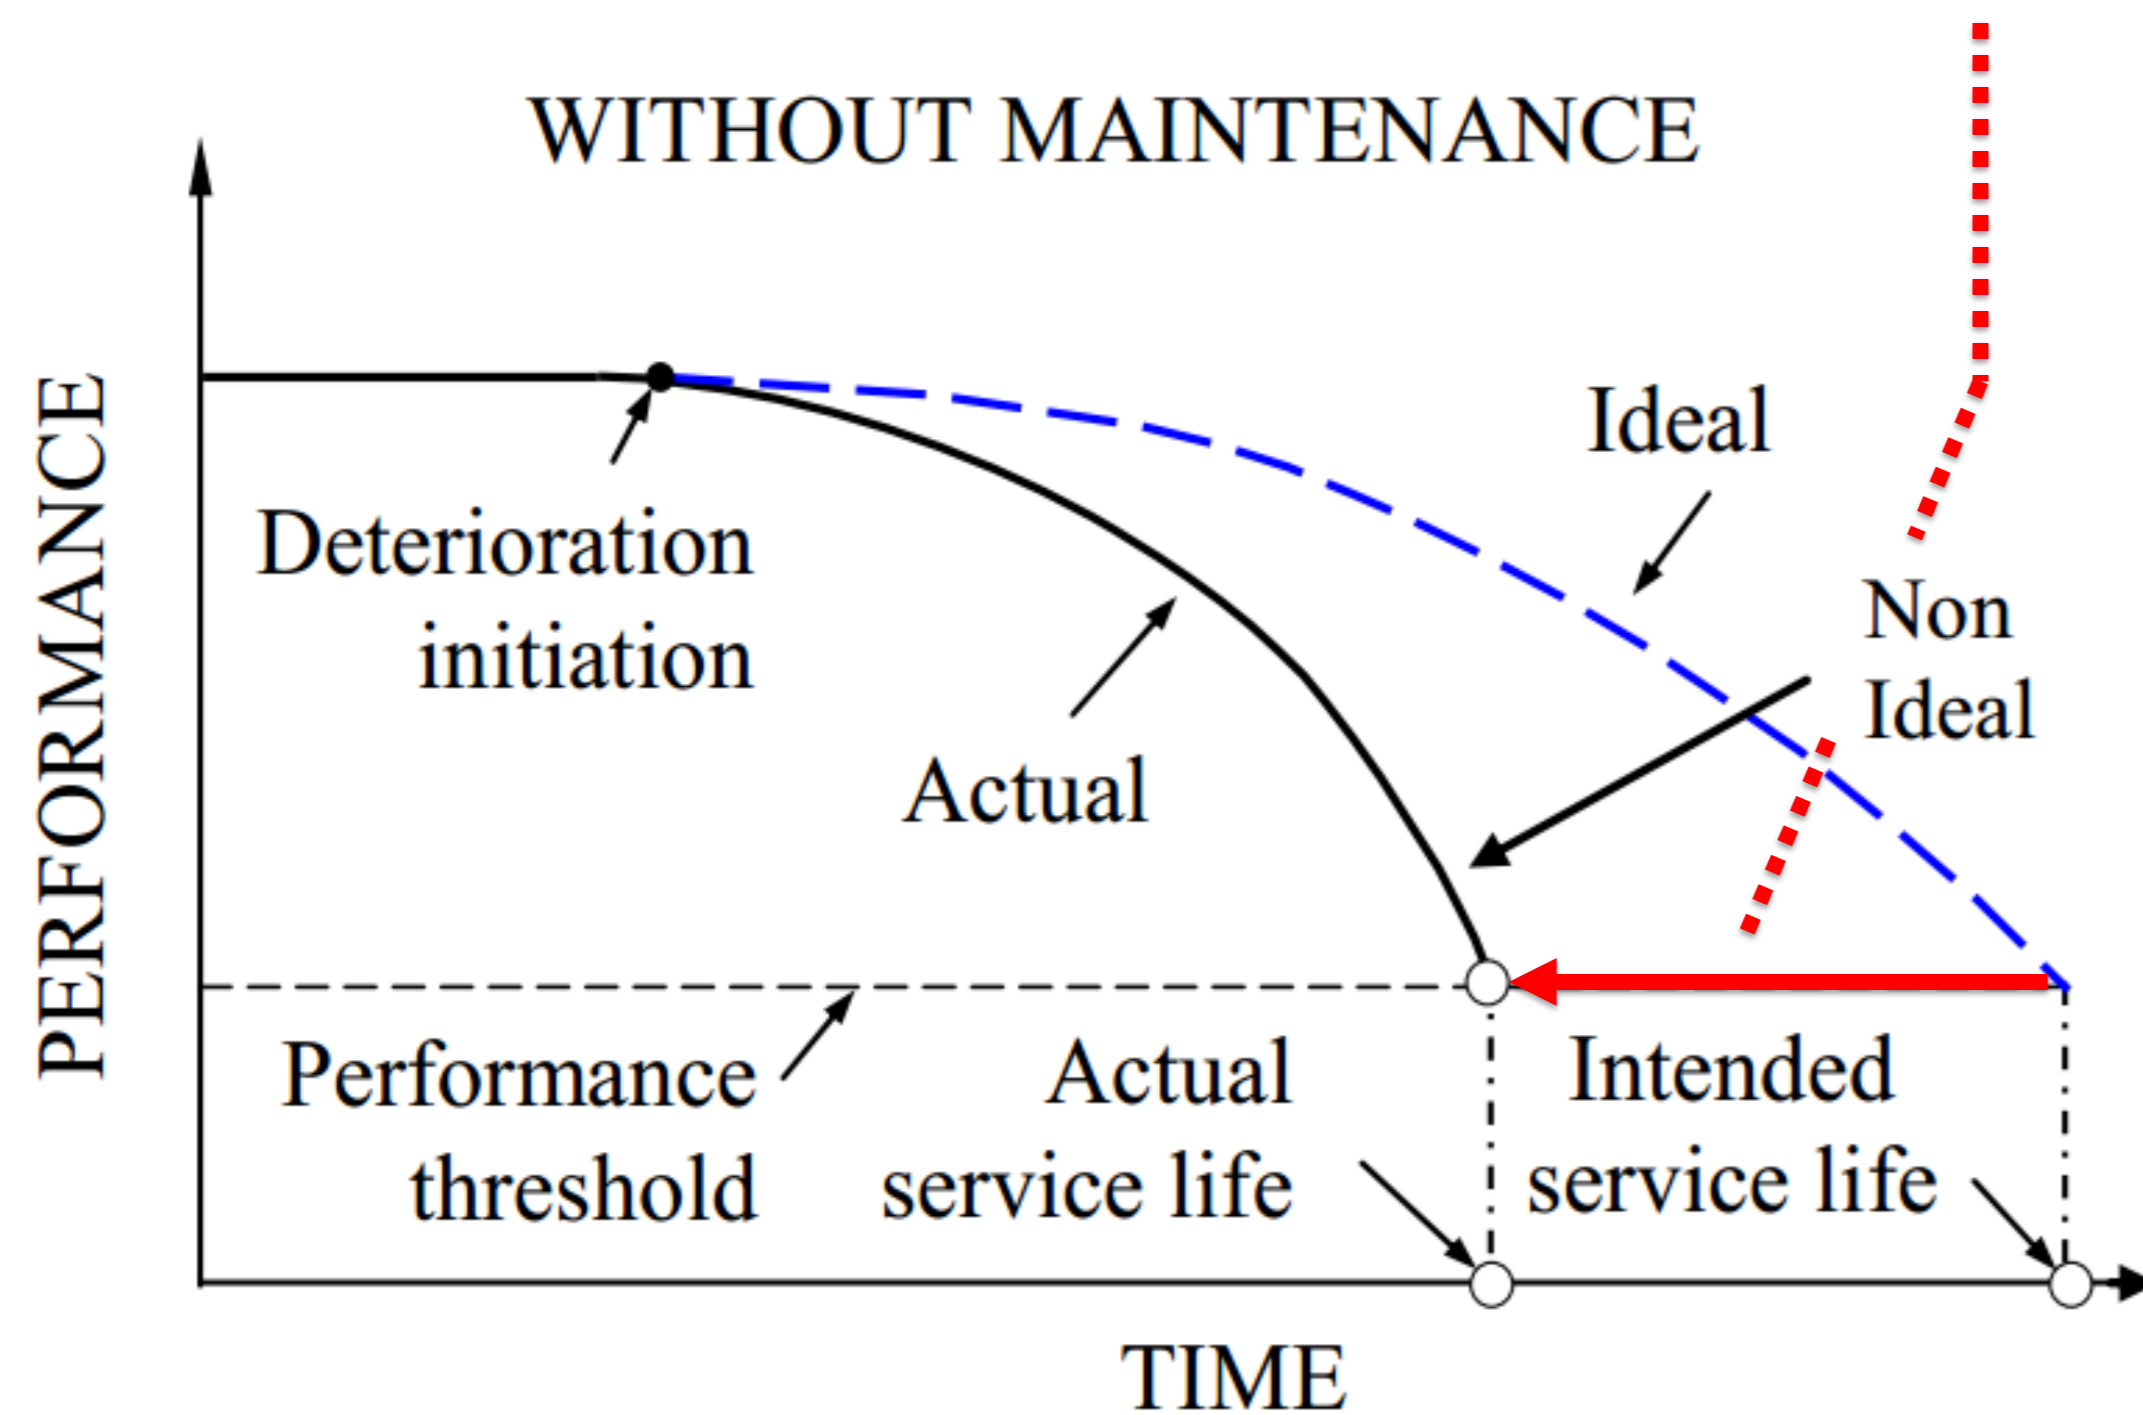 WITHOUT MAINTENANCE
PERFORMANCE
Ideal
Deterioration
initiation
Non
Ideal
Actual
Performance
threshold
Actual
service life
Intended
service life
TIME